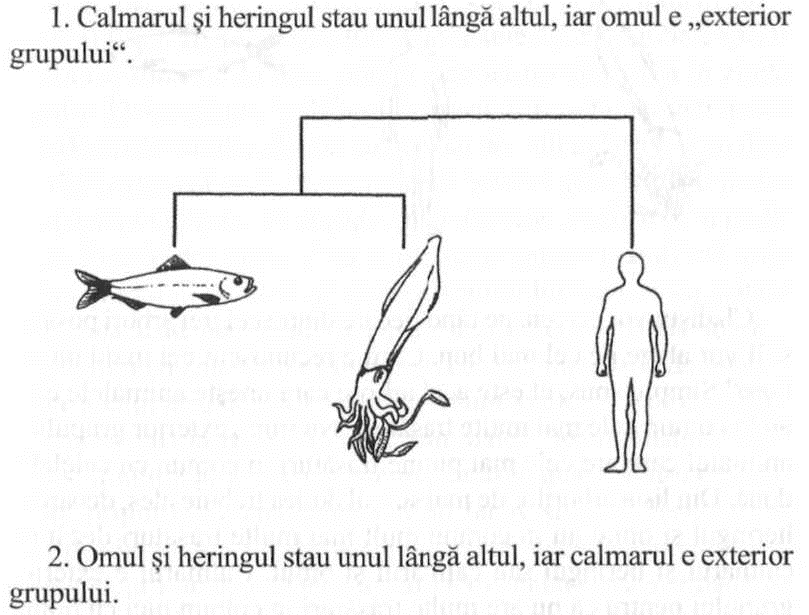 1. Calmarul şi heringul stau unul lângă altul, iar omul e „exterior
grupului“.
2. Omul şi heringul stau unul lângă altul, iar calmarul e exterior
grupului.